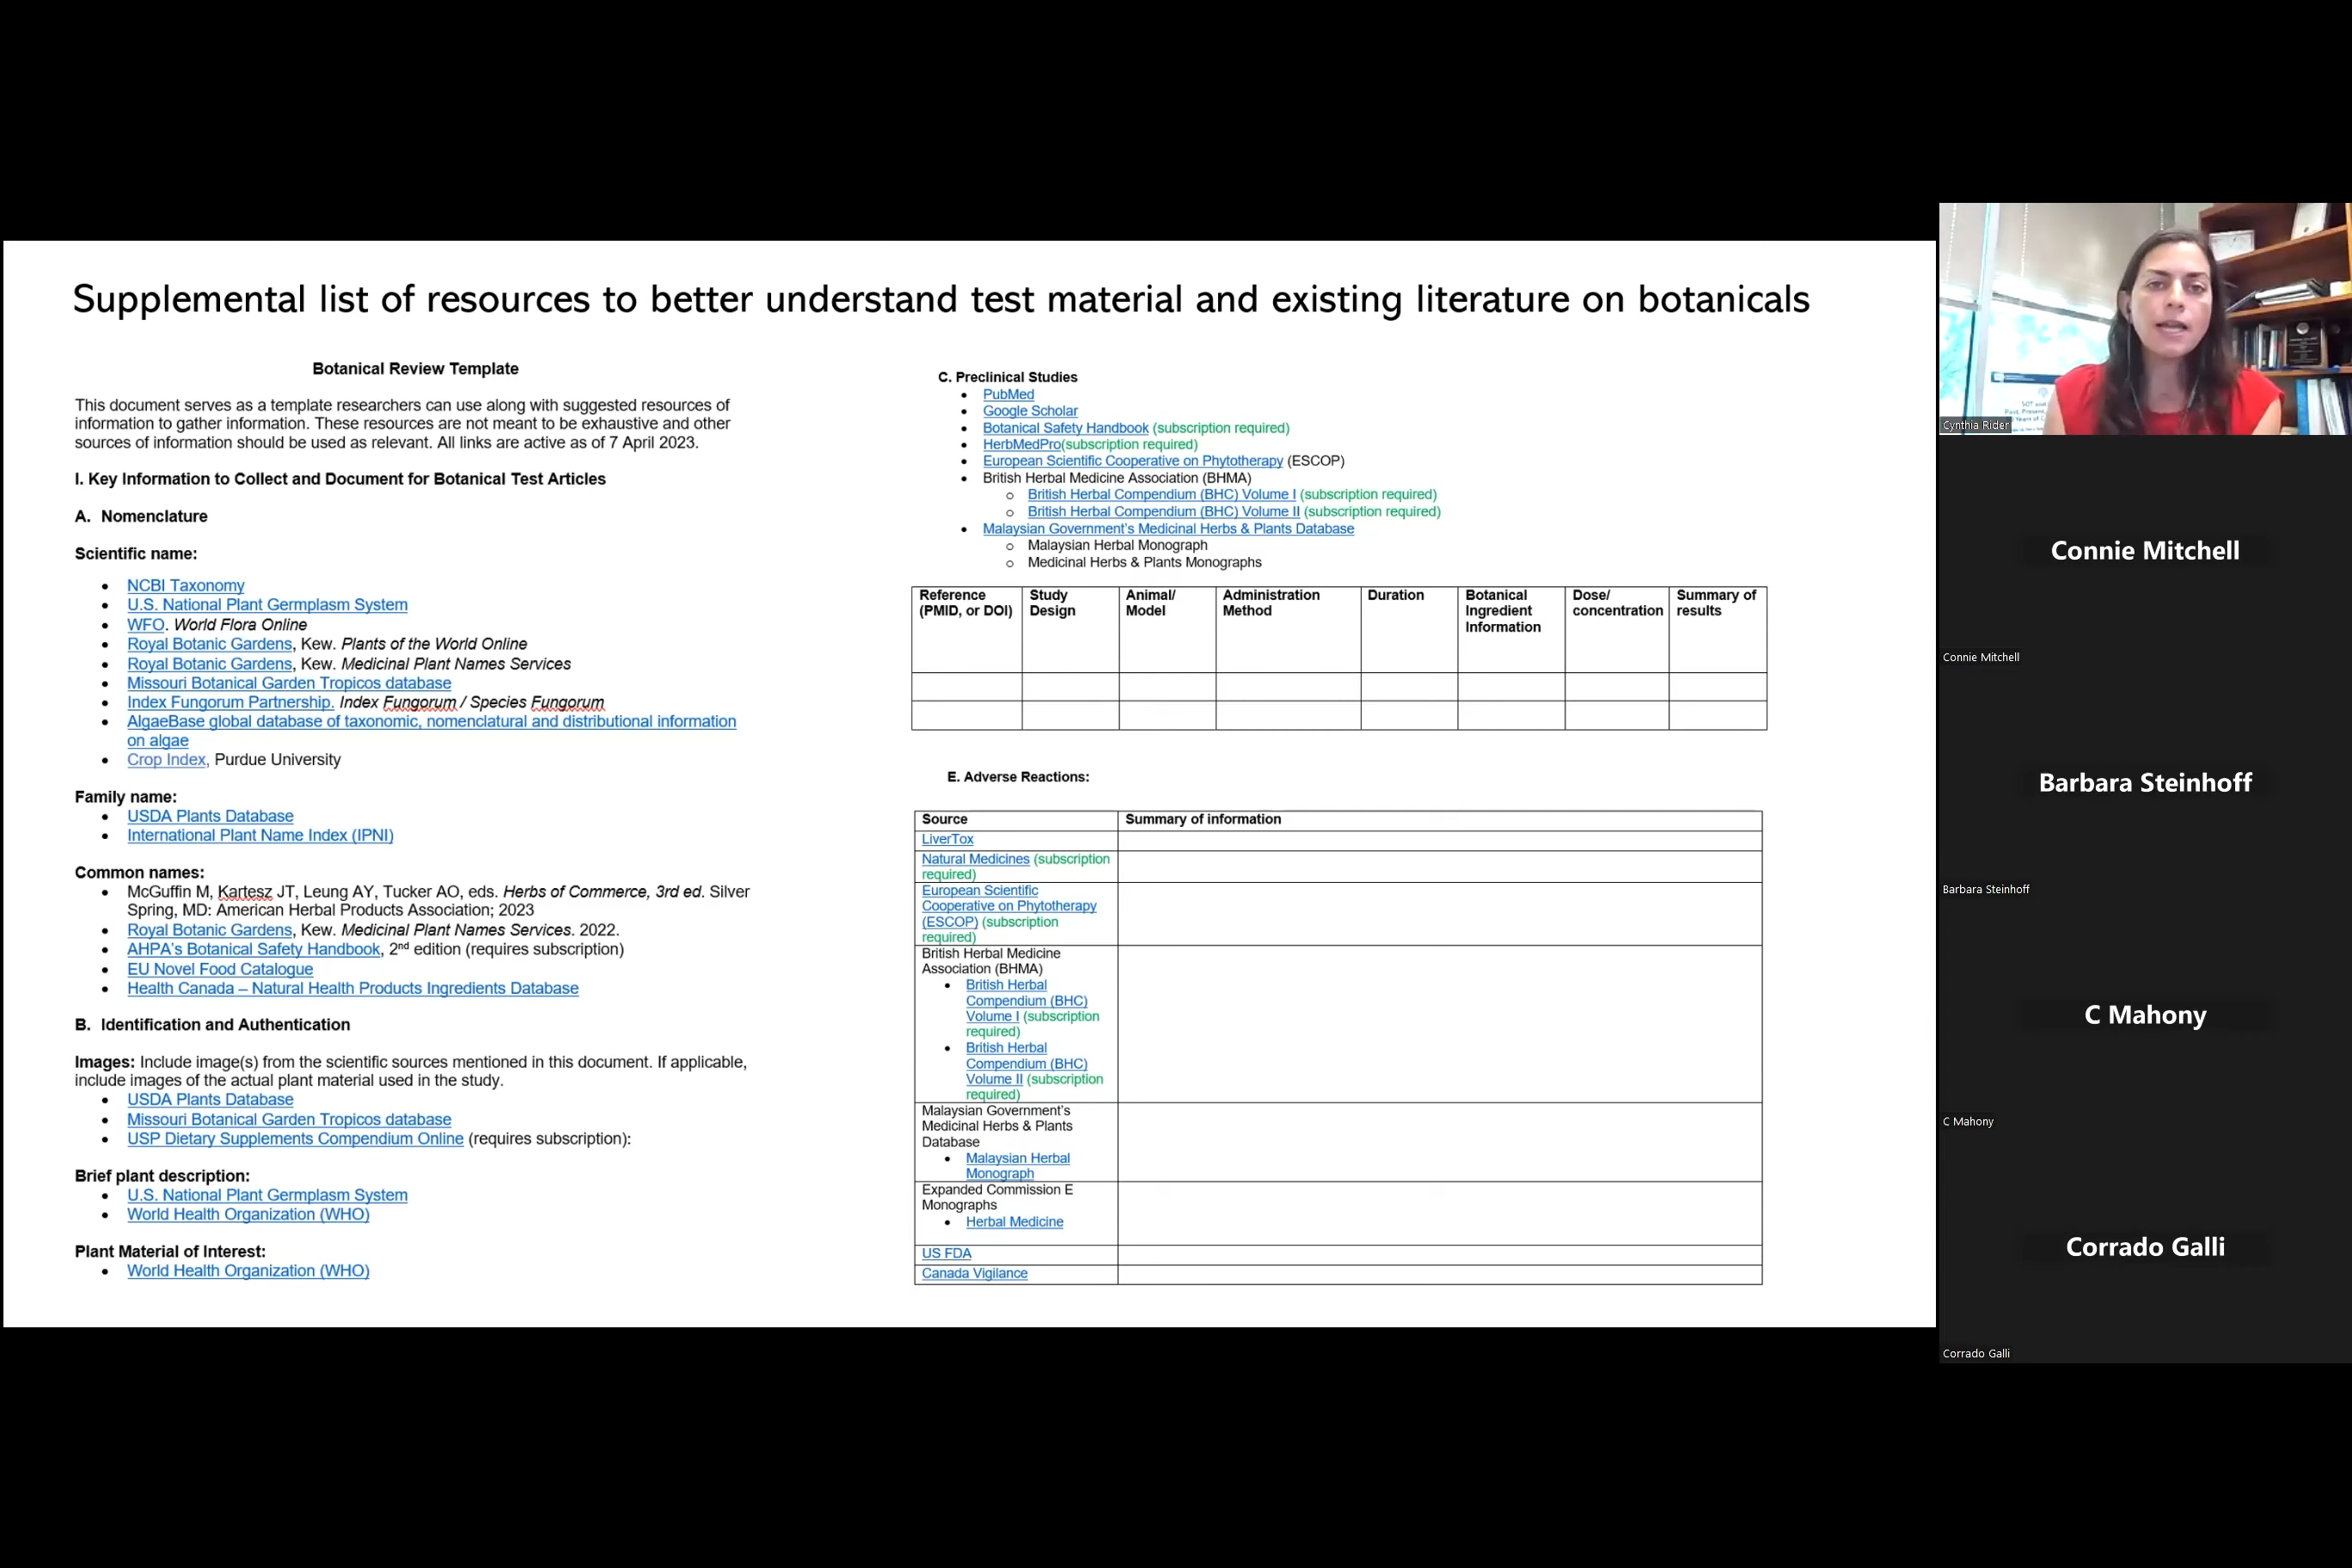 Supplemental list of resources to better understand test material and existing literature on botanicals
Botanical Review Template
This document serves as a template researchers can use along with suggested resources of
information to gather information. These resources are not meant to be exhaustive and other
sources of information should be used as relevant. All links are active as of 7 April 2023.
I. Key Information to Collect and Document for Botanical Test Articles
A. Nomenclature
Scientific name:
• NCBI Taxonomy
• U.S. National Plant Germplasm System
• WFO. World Flora Online
• Royal Botanic Gardens, Kew. Plants of the World Online
• Royal Botanic Gardens, Kew. Medicinal Plant Names Services
• Missouri Botanical Garden Tropicos database
• Index Fungorum Partnership. Index Fungorum / Species Fungorum
• AlgaeBase global database of taxonomic, nomenclatural and distributional information
on algae
• Crop Index, Purdue University
Family name:
• USDA Plants Database
• International Plant Name Index (IPNI)
Common names:
• McGuffin M, Kartesz JT, Leung AY, Tucker AO, eds. Herbs of Commerce, 3rd ed. Silver
Spring, MD: American Herbal Products Association; 2023
• Royal Botanic Gardens, Kew. Medicinal Plant Names Services. 2022.
• AHPA's Botanical Safety Handbook, 2nd edition (requires subscription)
• EU Novel Food Catalogue
• Health Canada – Natural Health Products Ingredients Database
B. Identification and Authentication
Images: Include image(s) from the scientific sources mentioned in this document. If applicable,
include images of the actual plant material used in the study.
• USDA Plants Database
• Missouri Botanical Garden Tropicos database
• USP Dietary Supplements Compendium Online (requires subscription):
Brief plant description:
• U.S. National Plant Germplasm System
• World Health Organization (WHO)
Plant Material of Interest:
• World Health Organization (WHO)
C. Preclinical Studies
• PubMed
• Google Scholar
• Botanical Safety Handbook (subscription required)
• HerbMedPro(subscription required)
• European Scientific Cooperative on Phytotherapy (ESCOP)
• British Herbal Medicine Association (BHMA)
o British Herbal Compendium (BHC) Volume I (subscription required)
o British Herbal Compendium (BHC) Volume II (subscription required)
• Malaysian Government's Medicinal Herbs & Plants Database
o Malaysian Herbal Monograph
o Medicinal Herbs & Plants Monographs
Reference Study Animal/ Administration Duration Botanical Dose/ Summary of
(PMID, or DOI) Design Model Method Ingredient concentration results
Information
E. Adverse Reactions:
Source Summary of information
LiverTox
Natural Medicines (subscription
required)
European Scientific
Cooperative on Phytotherapy
(ESCOP) (subscription
required)
British Herbal Medicine
Association (BHMA)
• British Herbal
Compendium (BHC)
Volume I (subscription
required)
• British Herbal
Compendium (BHC)
Volume II (subscription
required)
Malaysian Government's
Medicinal Herbs & Plants
Database
• Malaysian Herbal
Monograph
Expanded Commission E
Monographs
• Herbal Medicine
US FDA
Canada Vigilance
Cynthia Rider
Connie Mitchell
Connie Mitchell
Barbara Steinhoff
Barbara Steinhoff
C Mahony
C Mahony
Corrado Galli
Corrado Galli